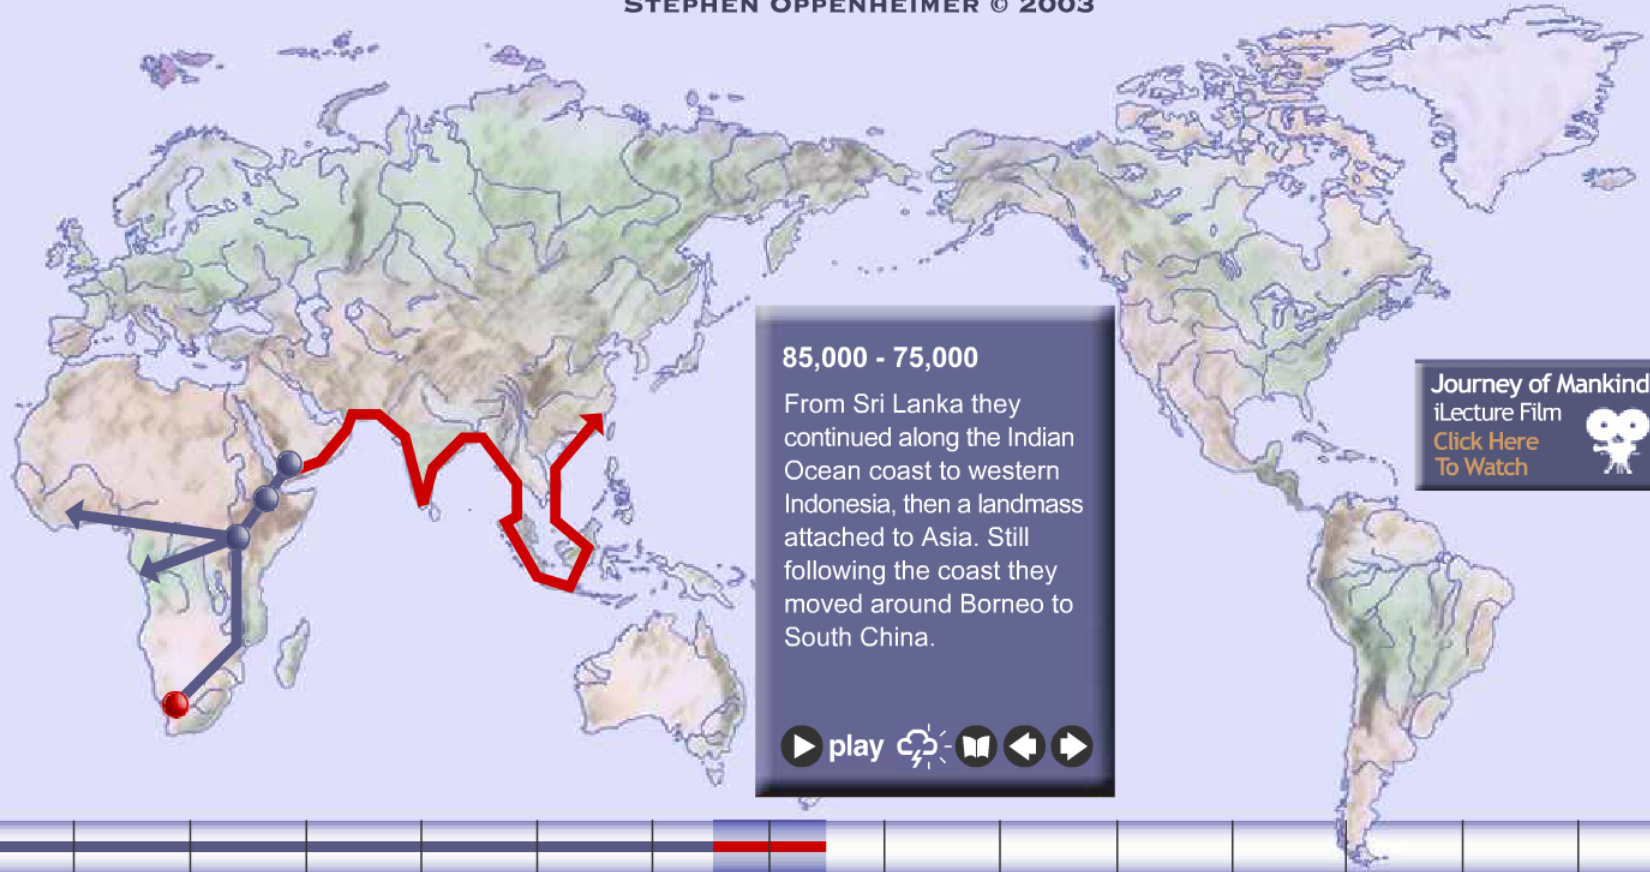 STEPHEN OPPENHEIMER © 2003
85,000 - 75,000
From Sri Lanka they
continued along the Indian
Ocean coast to western
Indonesia, then a landmass
attached to Asia. Still
following the coast they
moved around Borneo to
South China.
play
Journey of Mankind
iLecture Film
Click Here
To Watch